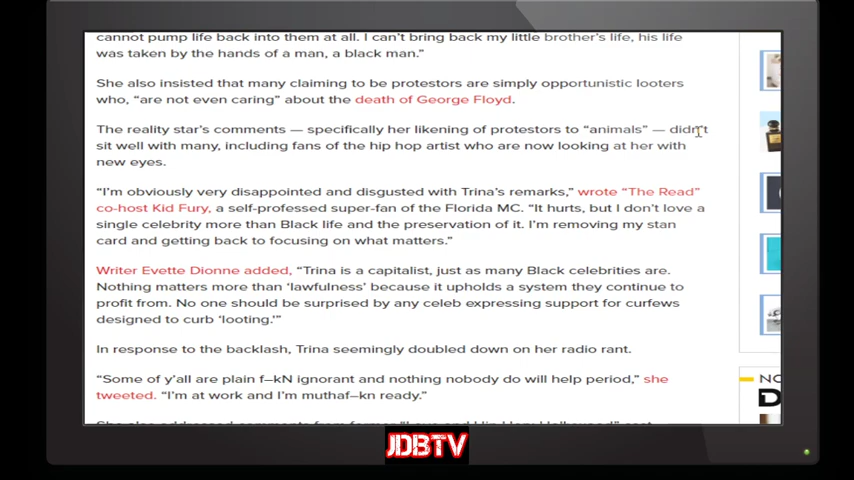 cannot pump life back into them at all. I can't bring back my little brother's life, his life
was taken by the hands of a man, a black man."
She also insisted that many claiming to be protestors are simply opportunistic looters
who, "are not even caring" about the death of George Floyd.
The reality star's comments — specifically her likening of protestors to "animals" — didn't
sit well with many, including fans of the hip hop artist who are now looking at her with
new eyes.
"I'm obviously very disappointed and disgusted with Trina's remarks," wrote "The Read"
co-host Kid Fury, a self-professed super-fan of the Florida MC. "It hurts, but I don't love a
single celebrity more than Black life and the preservation of it. I'm removing my stan
card and getting back to focusing on what matters."
Writer Evette Dionne added, "Trina is a capitalist, just as many Black celebrities are.
Nothing matters more than 'lawfulness' because it upholds a system they continue to
profit from. No one should be surprised by any celeb expressing support for curfews
designed to curb 'looting.'"
In response to the backlash, Trina seemingly doubled down on her radio rant.
"Some of y'all are plain f–kN ignorant and nothing nobody do will help period," she
tweeted. "I'm at work and I'm muthaf–kn ready."
NO
D
JDBTV